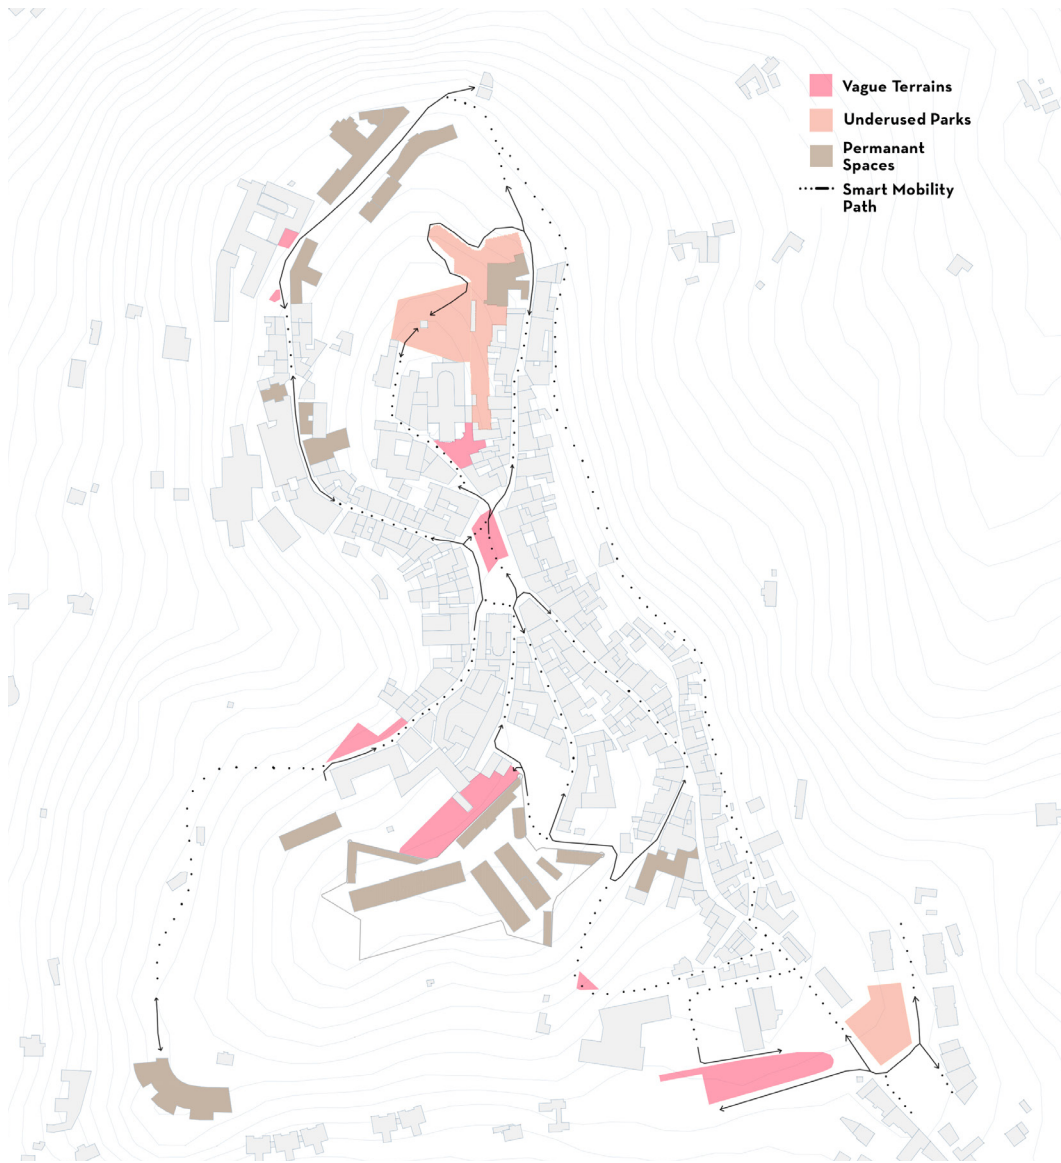 Vague Terrains
Underused Parks
Permanant
Spaces
Smart Mobility
Path